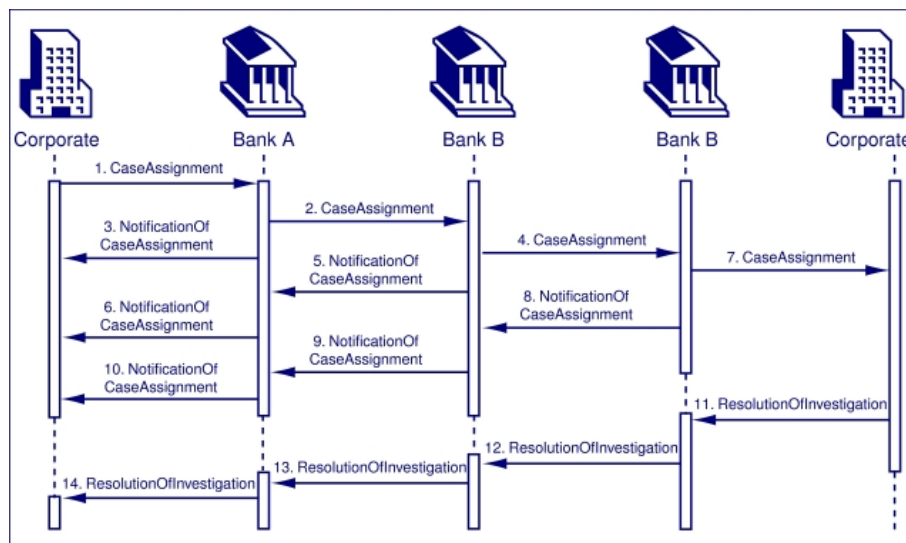 Corporate
Bank A
Bank B
Bank B
Corporate
1. CaseAssignment
2. CaseAssignment
3. NotificationOf
CaseAssignment
4. CaseAssignment
5. NotificationOf
CaseAssignment
6. NotificationOf
CaseAssignment
7. CaseAssignment
8. NotificationOf
CaseAssignment
9. NotificationOf
CaseAssignment
10. NotificationOf
CaseAssignment
11. ResolutionOfInvestigation
12. ResolutionOfInvestigation
13. ResolutionOfInvestigation
14. ResolutionOfInvestigation